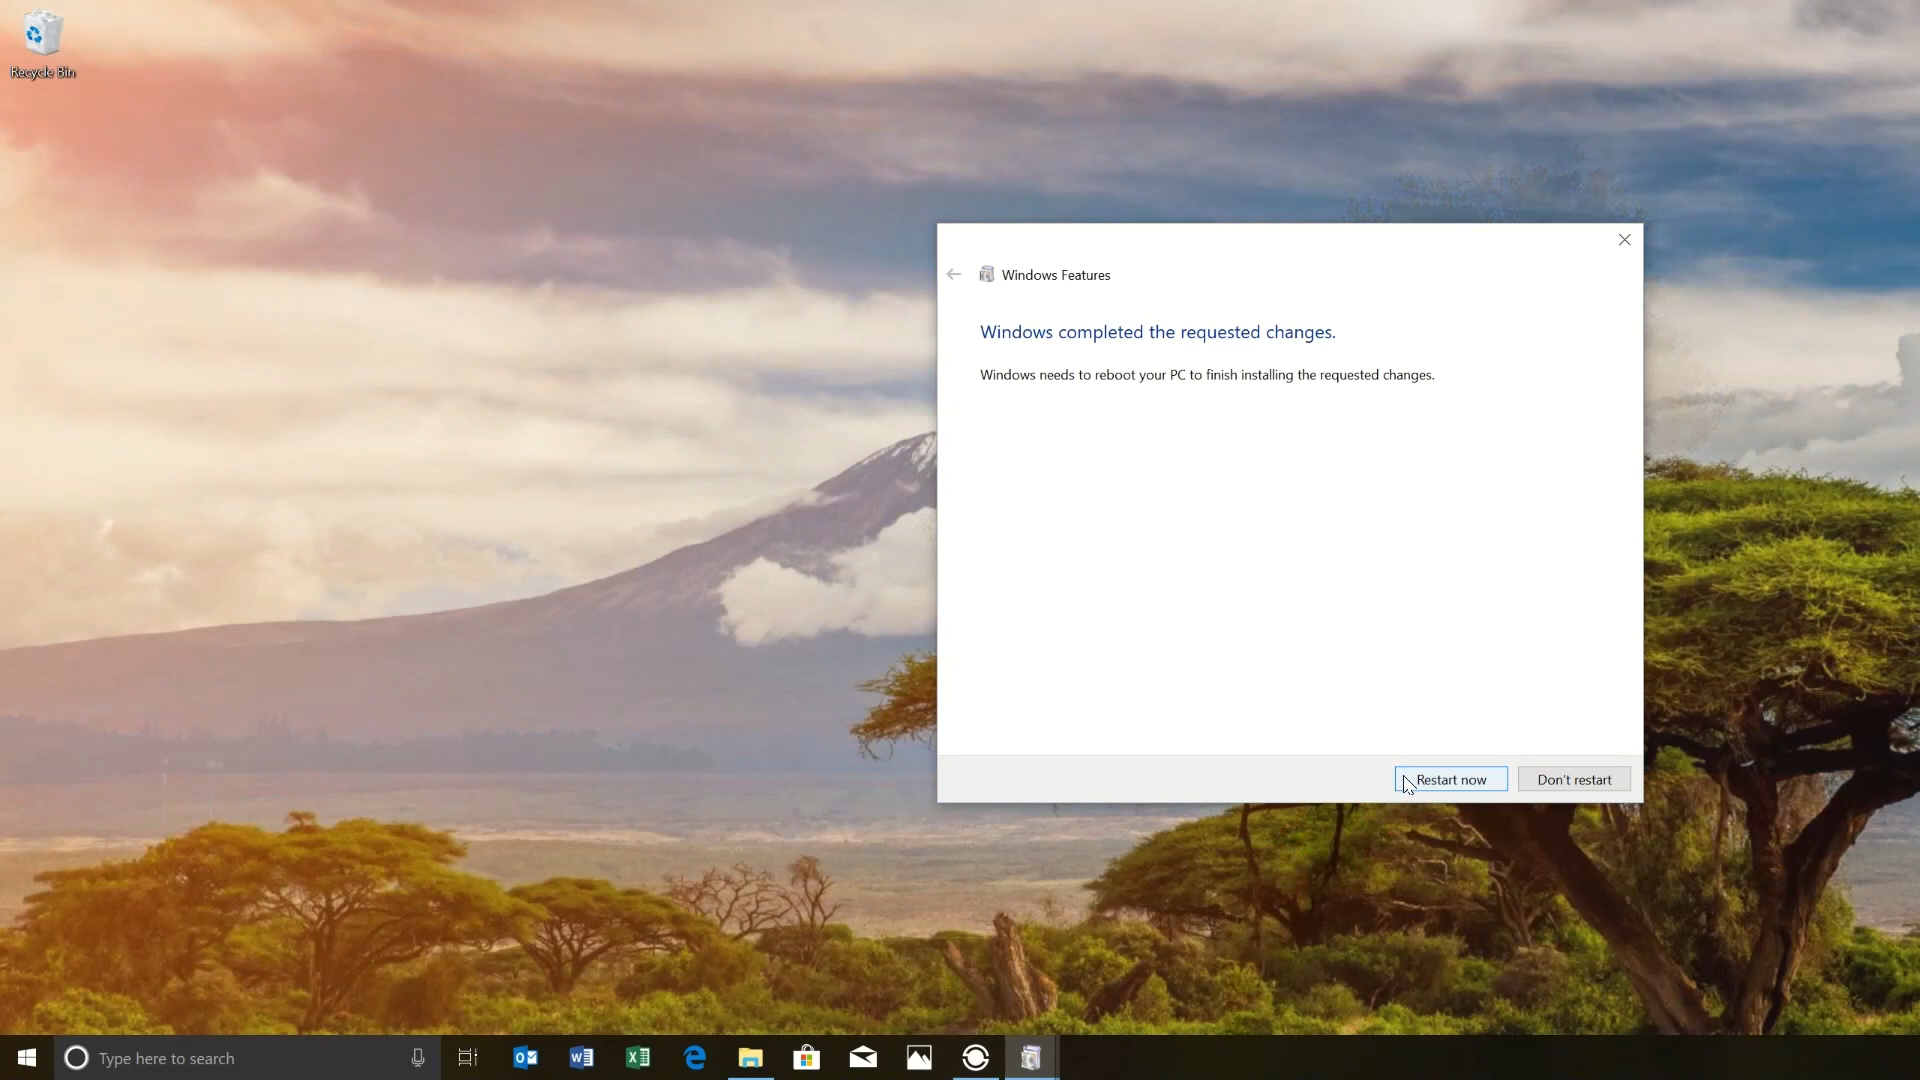 Recycle Bin
Windows Features
Windows completed the requested changes.
Windows needs to reboot your PC to finish installing the requested changes.
Restart now
Don't restart
Type here to search